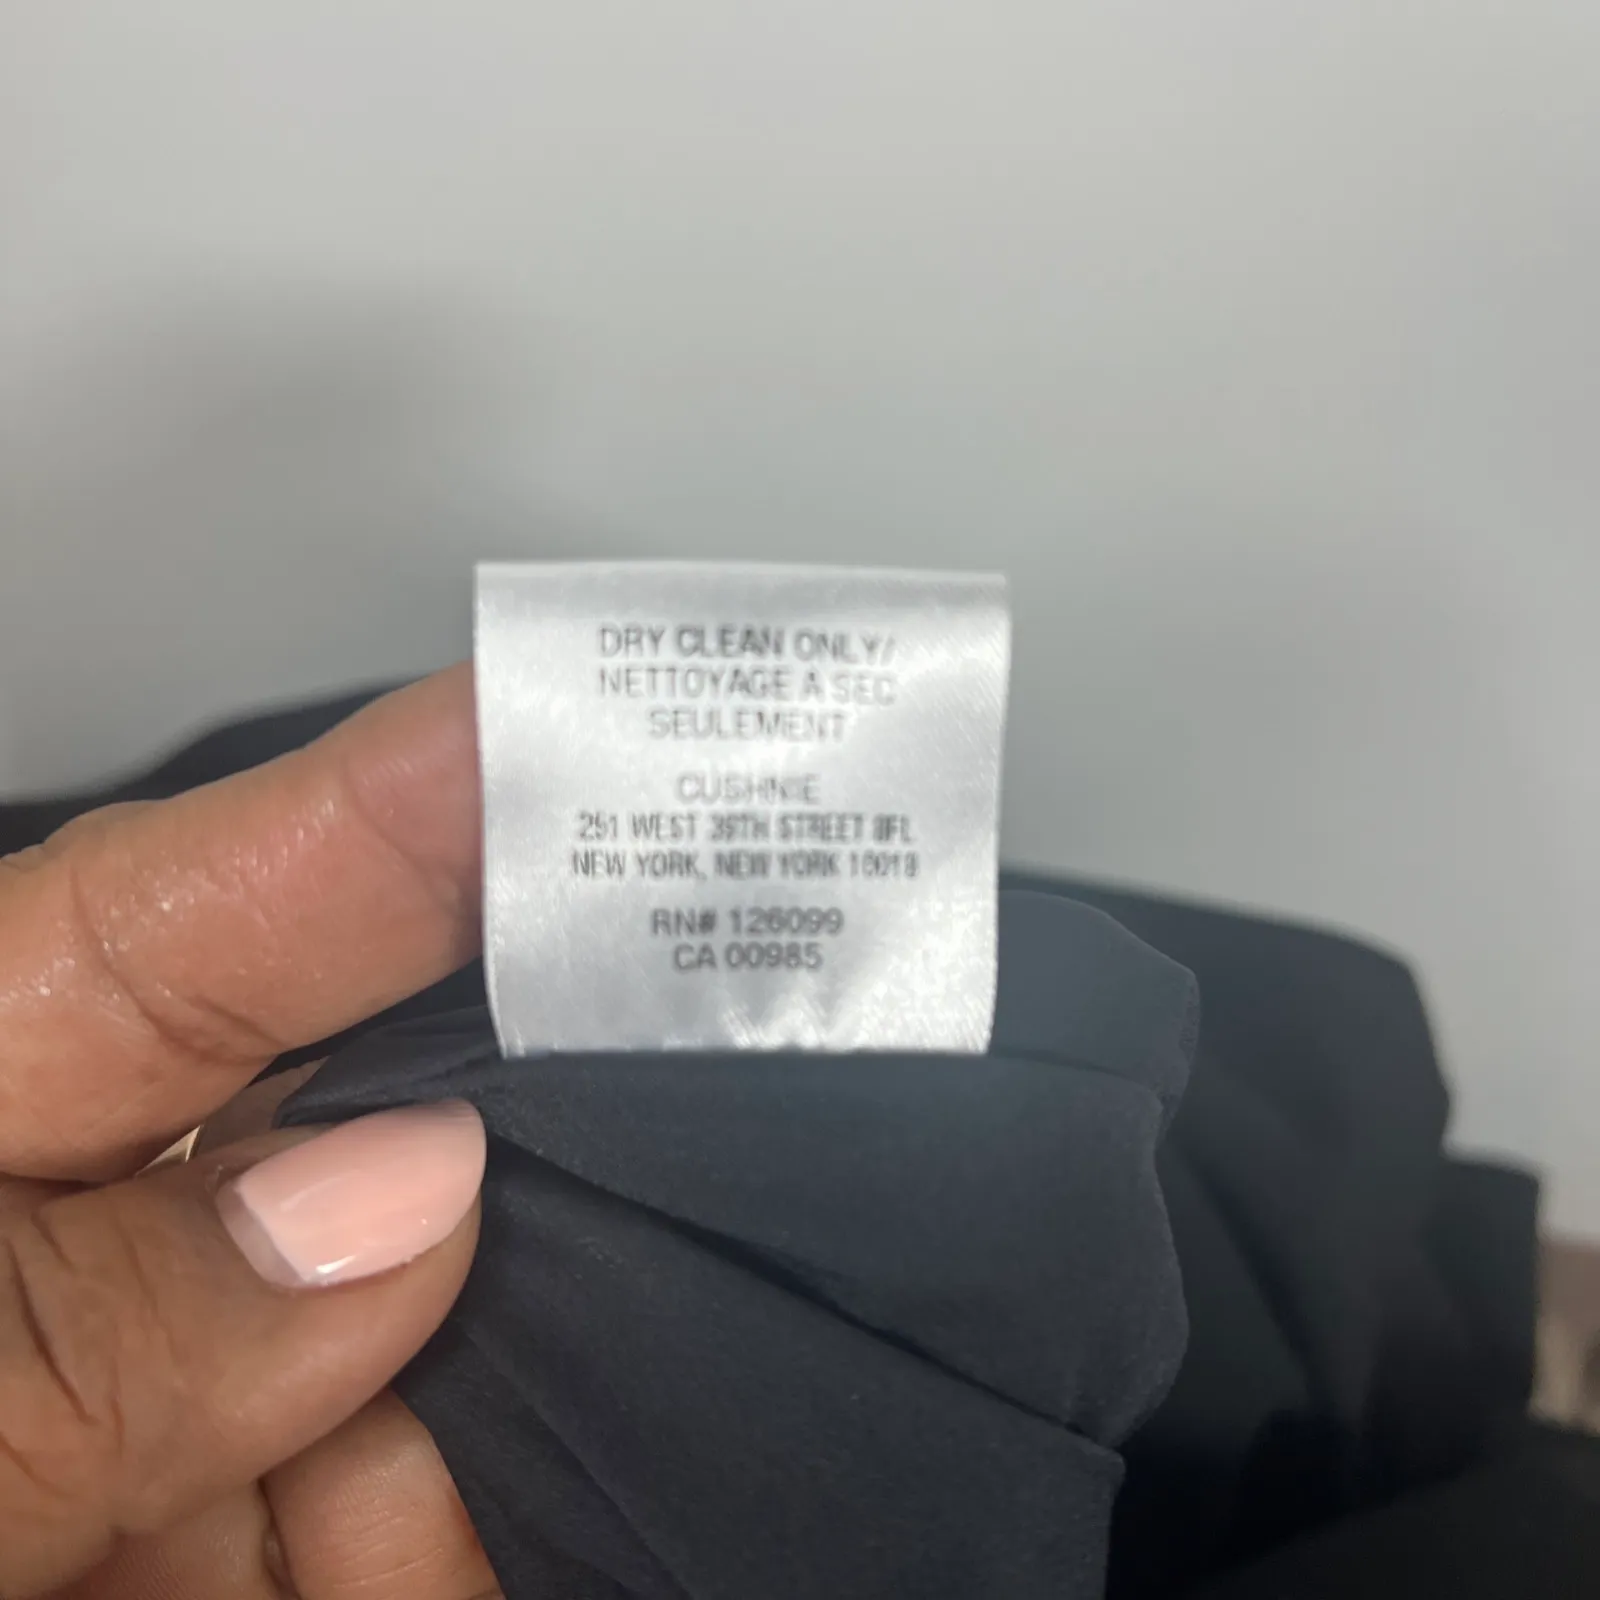 DRY CLEAN ONLY/
NETTOYAGE A SEC
SEULEMENT
CUSHNIE
251 WEST 39TH STREET 8FL
NEW YORK, NEW YORK 10018
RN# 126099
CA 00985